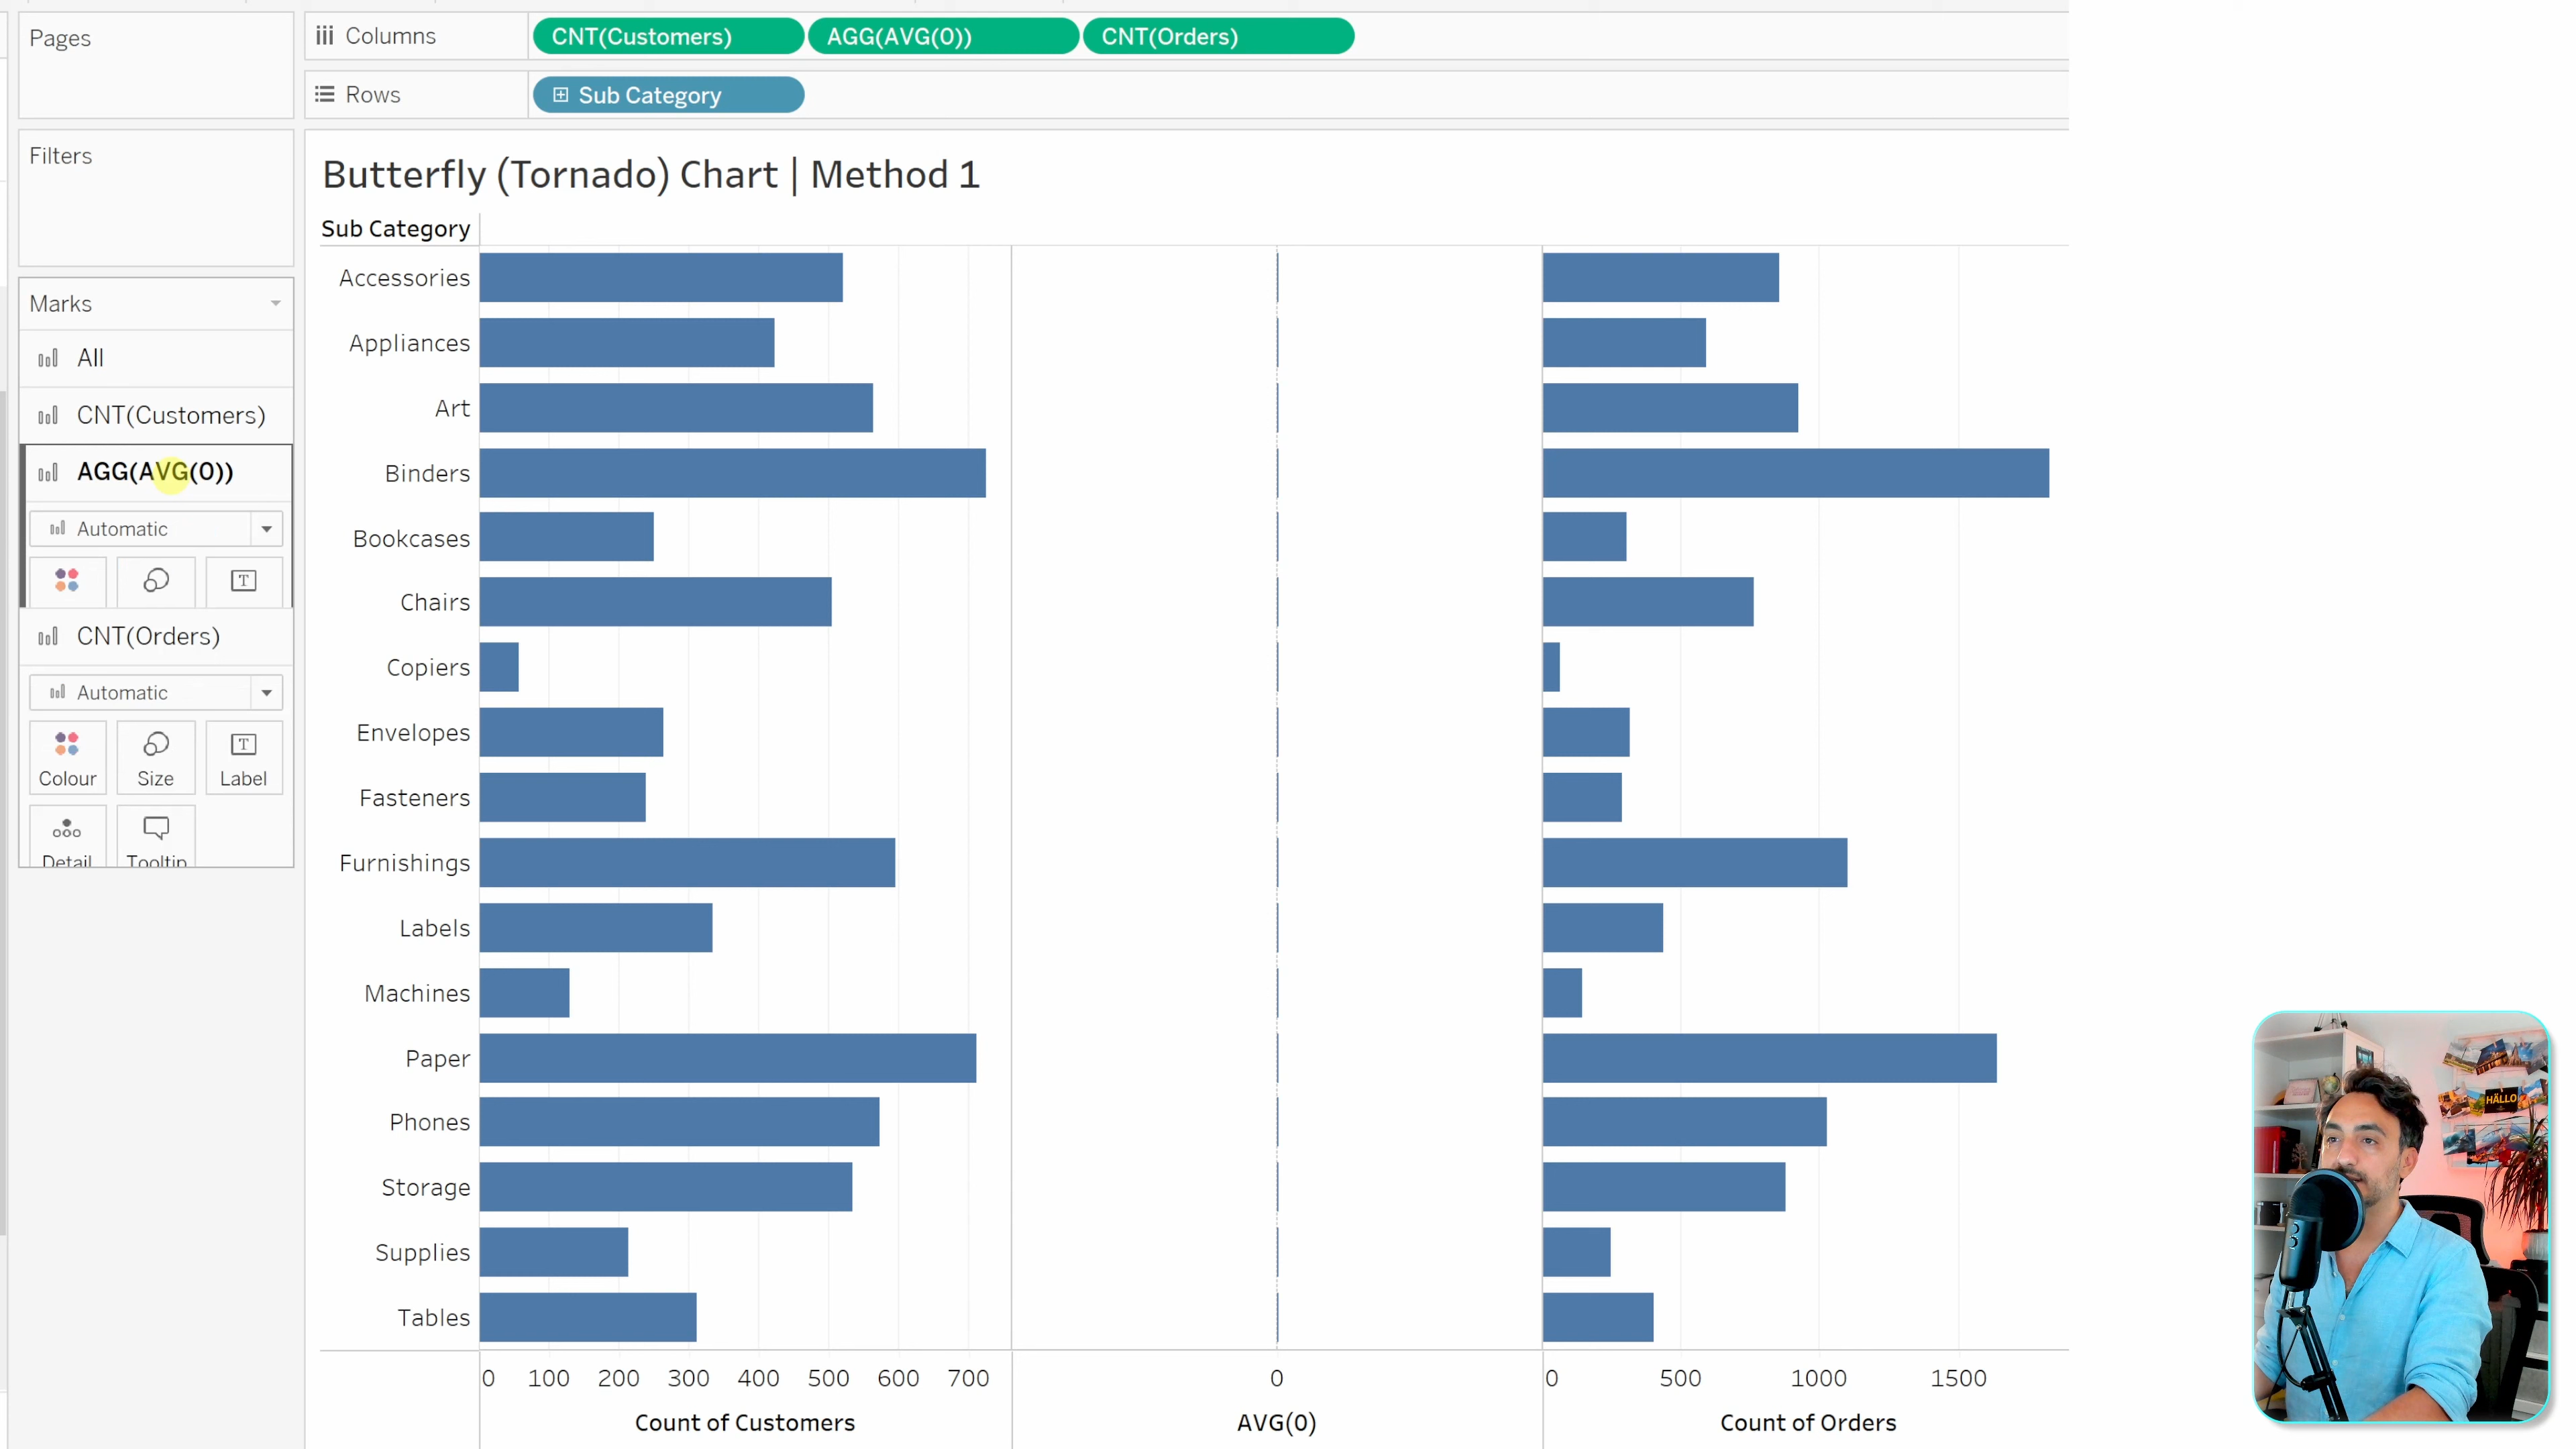 Pages
Columns
CNT(Customers)
AGG(AVG(0))
CNT(Orders)
Rows
Sub Category
Filters
Butterfly (Tornado) Chart | Method 1
Sub Category
Marks
All
CNT(Customers)
AGG(AVG(0))
Automatic
CNT(Orders)
Automatic
Colour
Size
Label
Detail
Tooltip
Accessories
Appliances
Art
Binders
Bookcases
Chairs
Copiers
Envelopes
Fasteners
Furnishings
Labels
Machines
Paper
Phones
Storage
Supplies
Tables
0 100 200 300 400 500 600 700
0
0 500 1000 1500
Count of Customers
AVG(0)
Count of Orders
HÄLLO